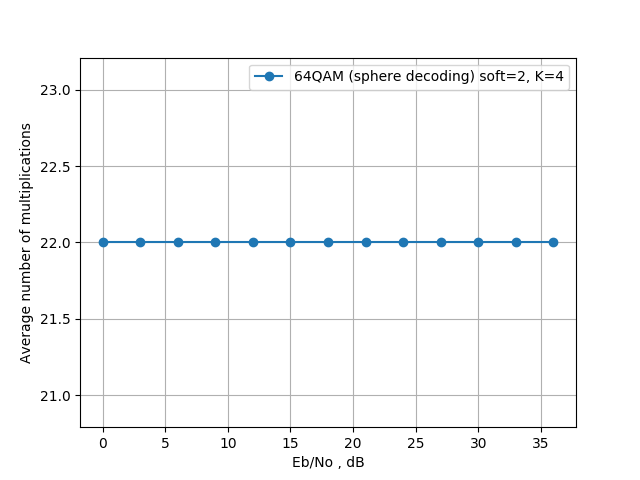 64QAM (sphere decoding) soft=2, K=4
Average number of multiplications
23.0
22.5
22.0
21.5
21.0
0 5 10 15 20 25 30 35
Eb/No , dB